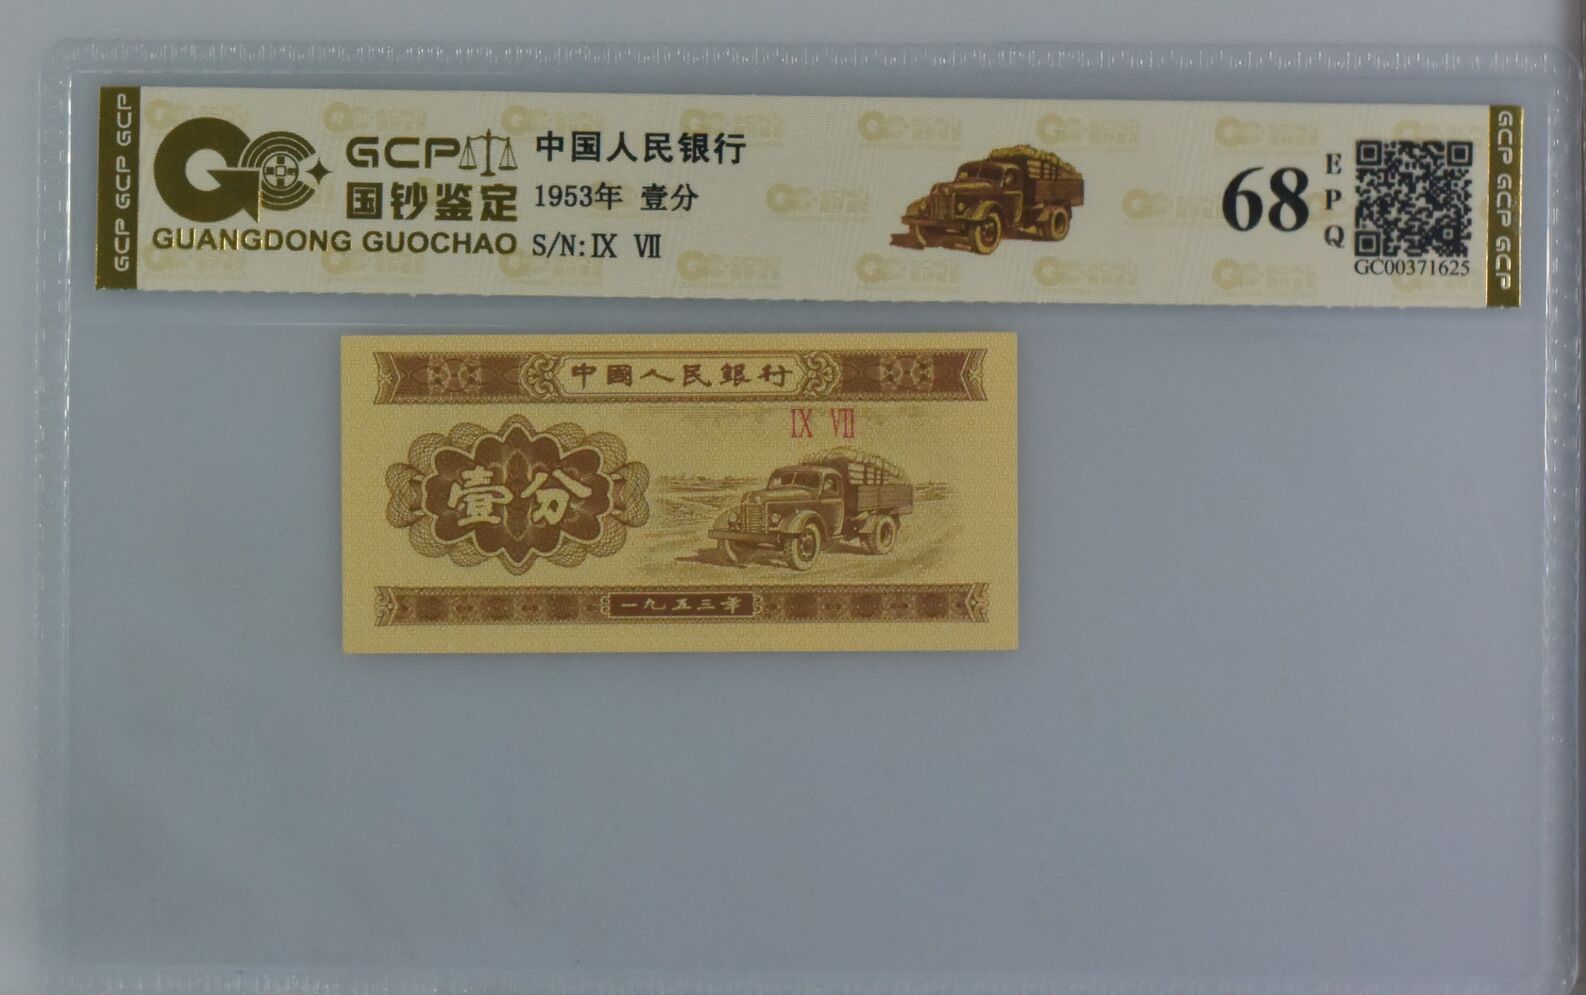 GCP GCP GCP
GCP
国钞鉴定
GUANGDONG GUOCHAO
中国人民银行
1953年 壹分
S/N:Ⅸ Ⅶ
68
EPQ
GC00371625
GCP GCP GCP
中國人民銀行
Ⅸ Ⅶ
壹分
一九五三年